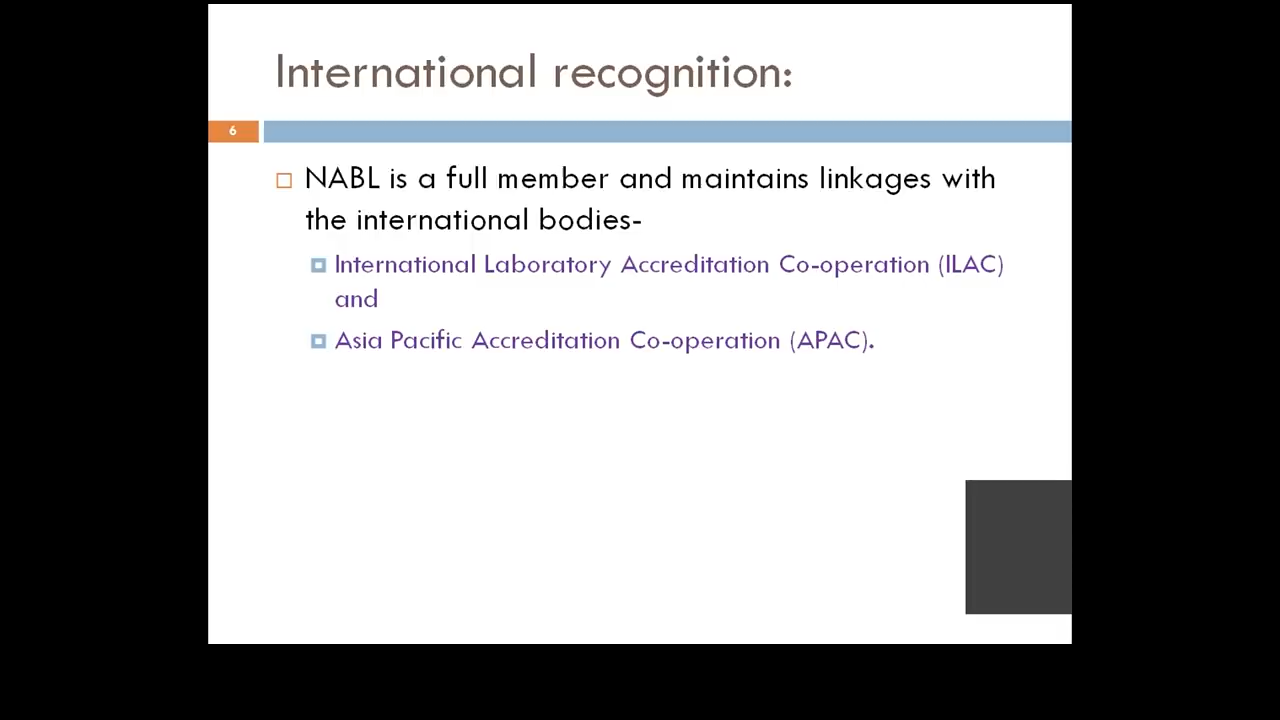 International recognition:
6
NABL is a full member and maintains linkages with
the international bodies-
International Laboratory Accreditation Co-operation (ILAC)
and
Asia Pacific Accreditation Co-operation (APAC).